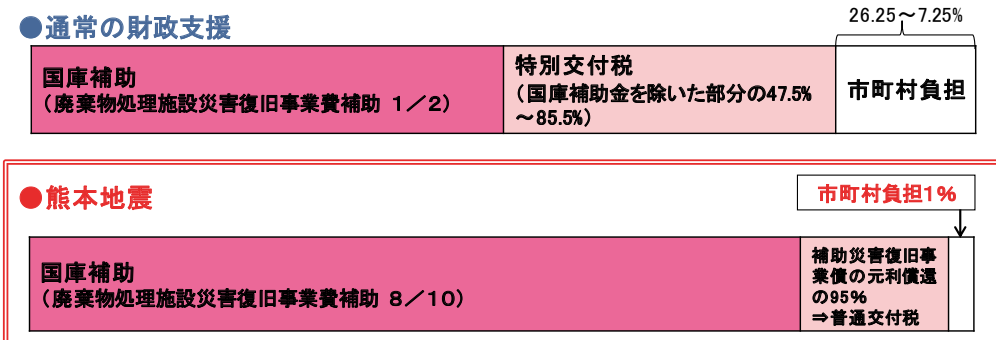 ●通常の財政支援
26.25～7.25%
国庫補助
（廃棄物処理施設災害復旧事業費補助 １／２）
特別交付税
（国庫補助金を除いた部分の47.5%
～85.5%）
市町村負担
●熊本地震
市町村負担1%
国庫補助
（廃棄物処理施設災害復旧事業費補助 ８／10）
補助災害復旧事
業債の元利償還
の95%
⇒普通交付税